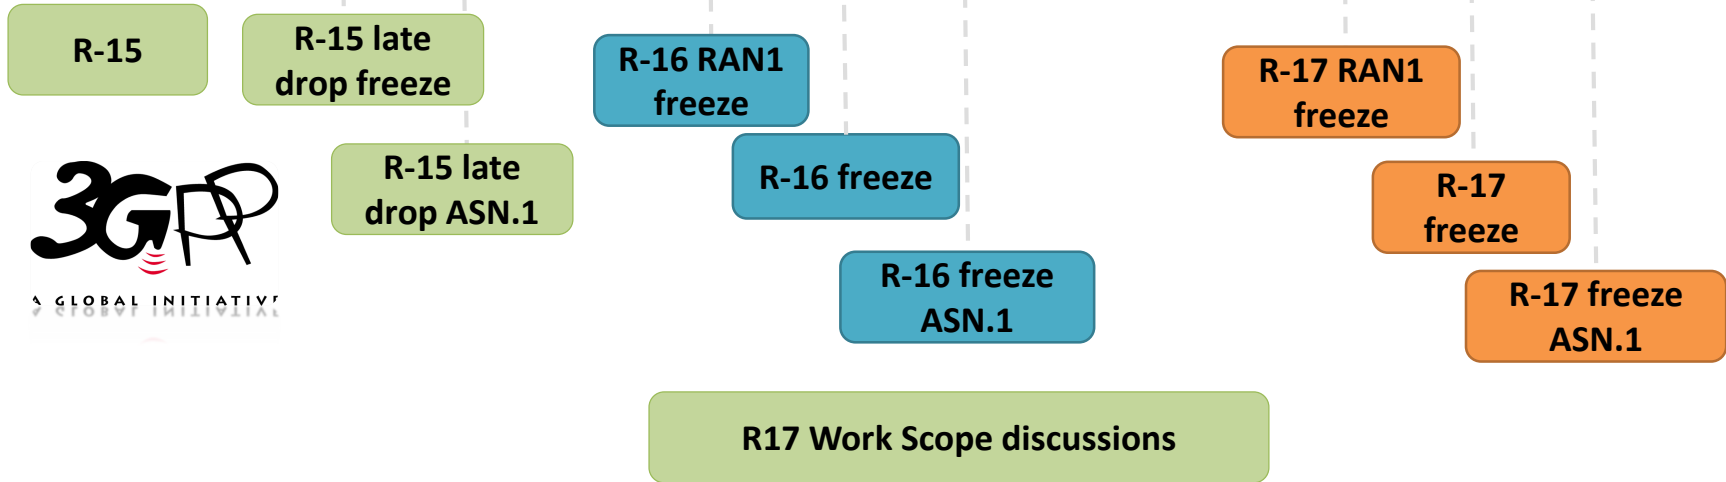 R-15
R-15 late
drop freeze
R-15 late
drop ASN.1
R-16 RAN1
freeze
R-16 freeze
R-16 freeze
ASN.1
R-17 RAN1
freeze
R-17
freeze
R-17 freeze
ASN.1
3GPP
A GLOBAL INITIATIVE
R17 Work Scope discussions